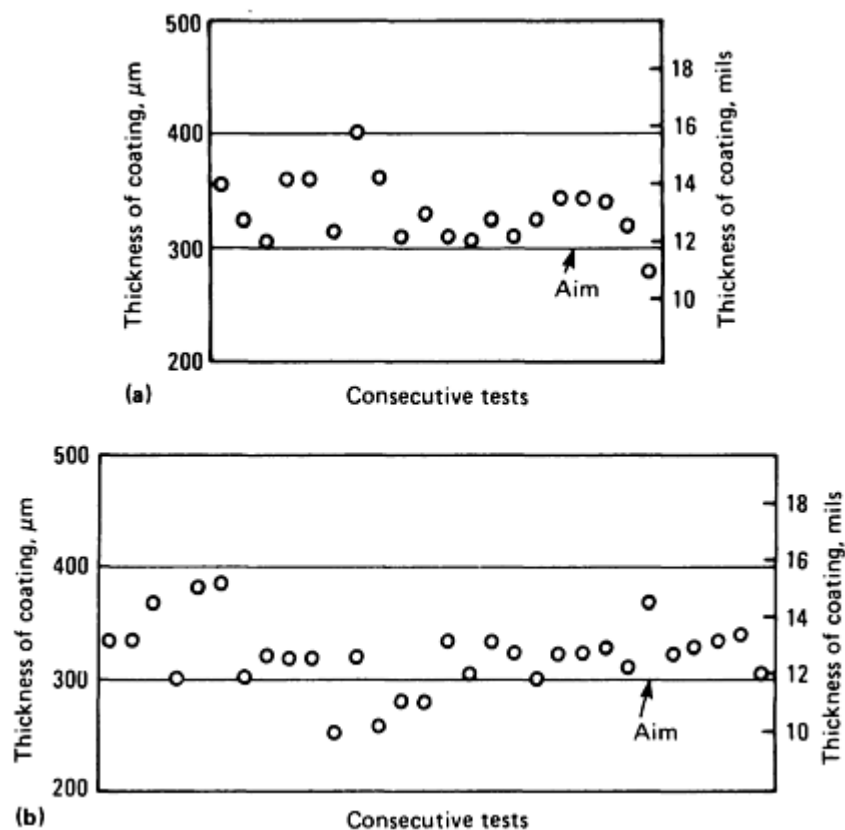 500
400
300
200
Thickness of coating, µm
18
16
14
12
10
Thickness of coating, mils
Aim
(a)
Consecutive tests
500
400
300
200
Thickness of coating, µm
18
16
14
12
10
Thickness of coating, mils
Aim
(b)
Consecutive tests